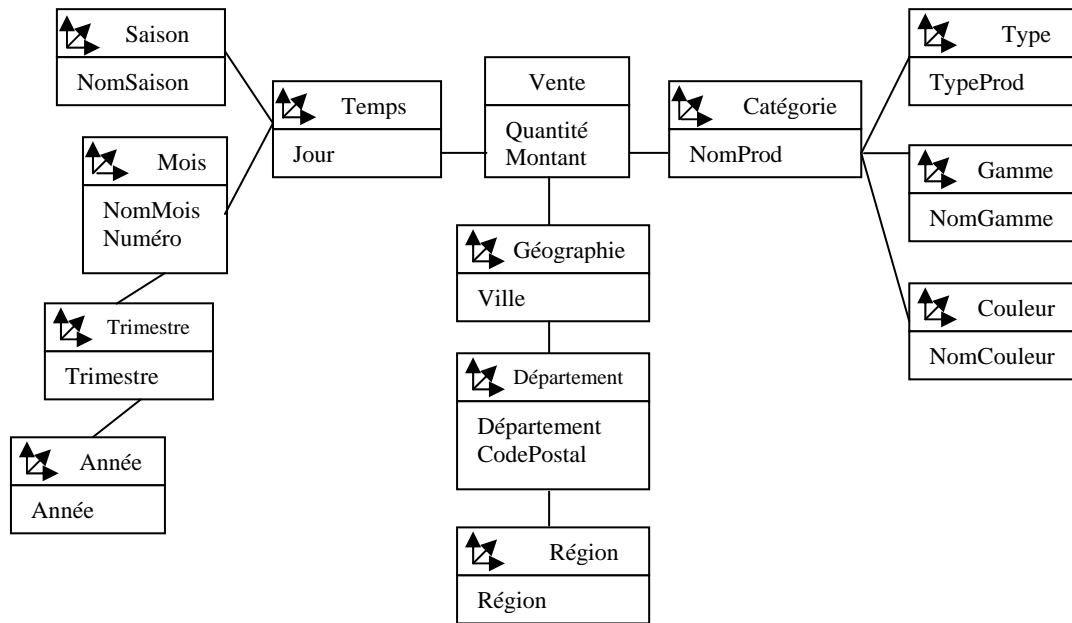 Saison
NomSaison
Mois
NomMois
Numéro
Trimestre
Trimestre
Année
Année
Temps
Jour
Vente
Quantité
Montant
Géographie
Ville
Département
Département
CodePostal
Région
Région
Catégorie
NomProd
Type
TypeProd
Gamme
NomGamme
Couleur
NomCouleur